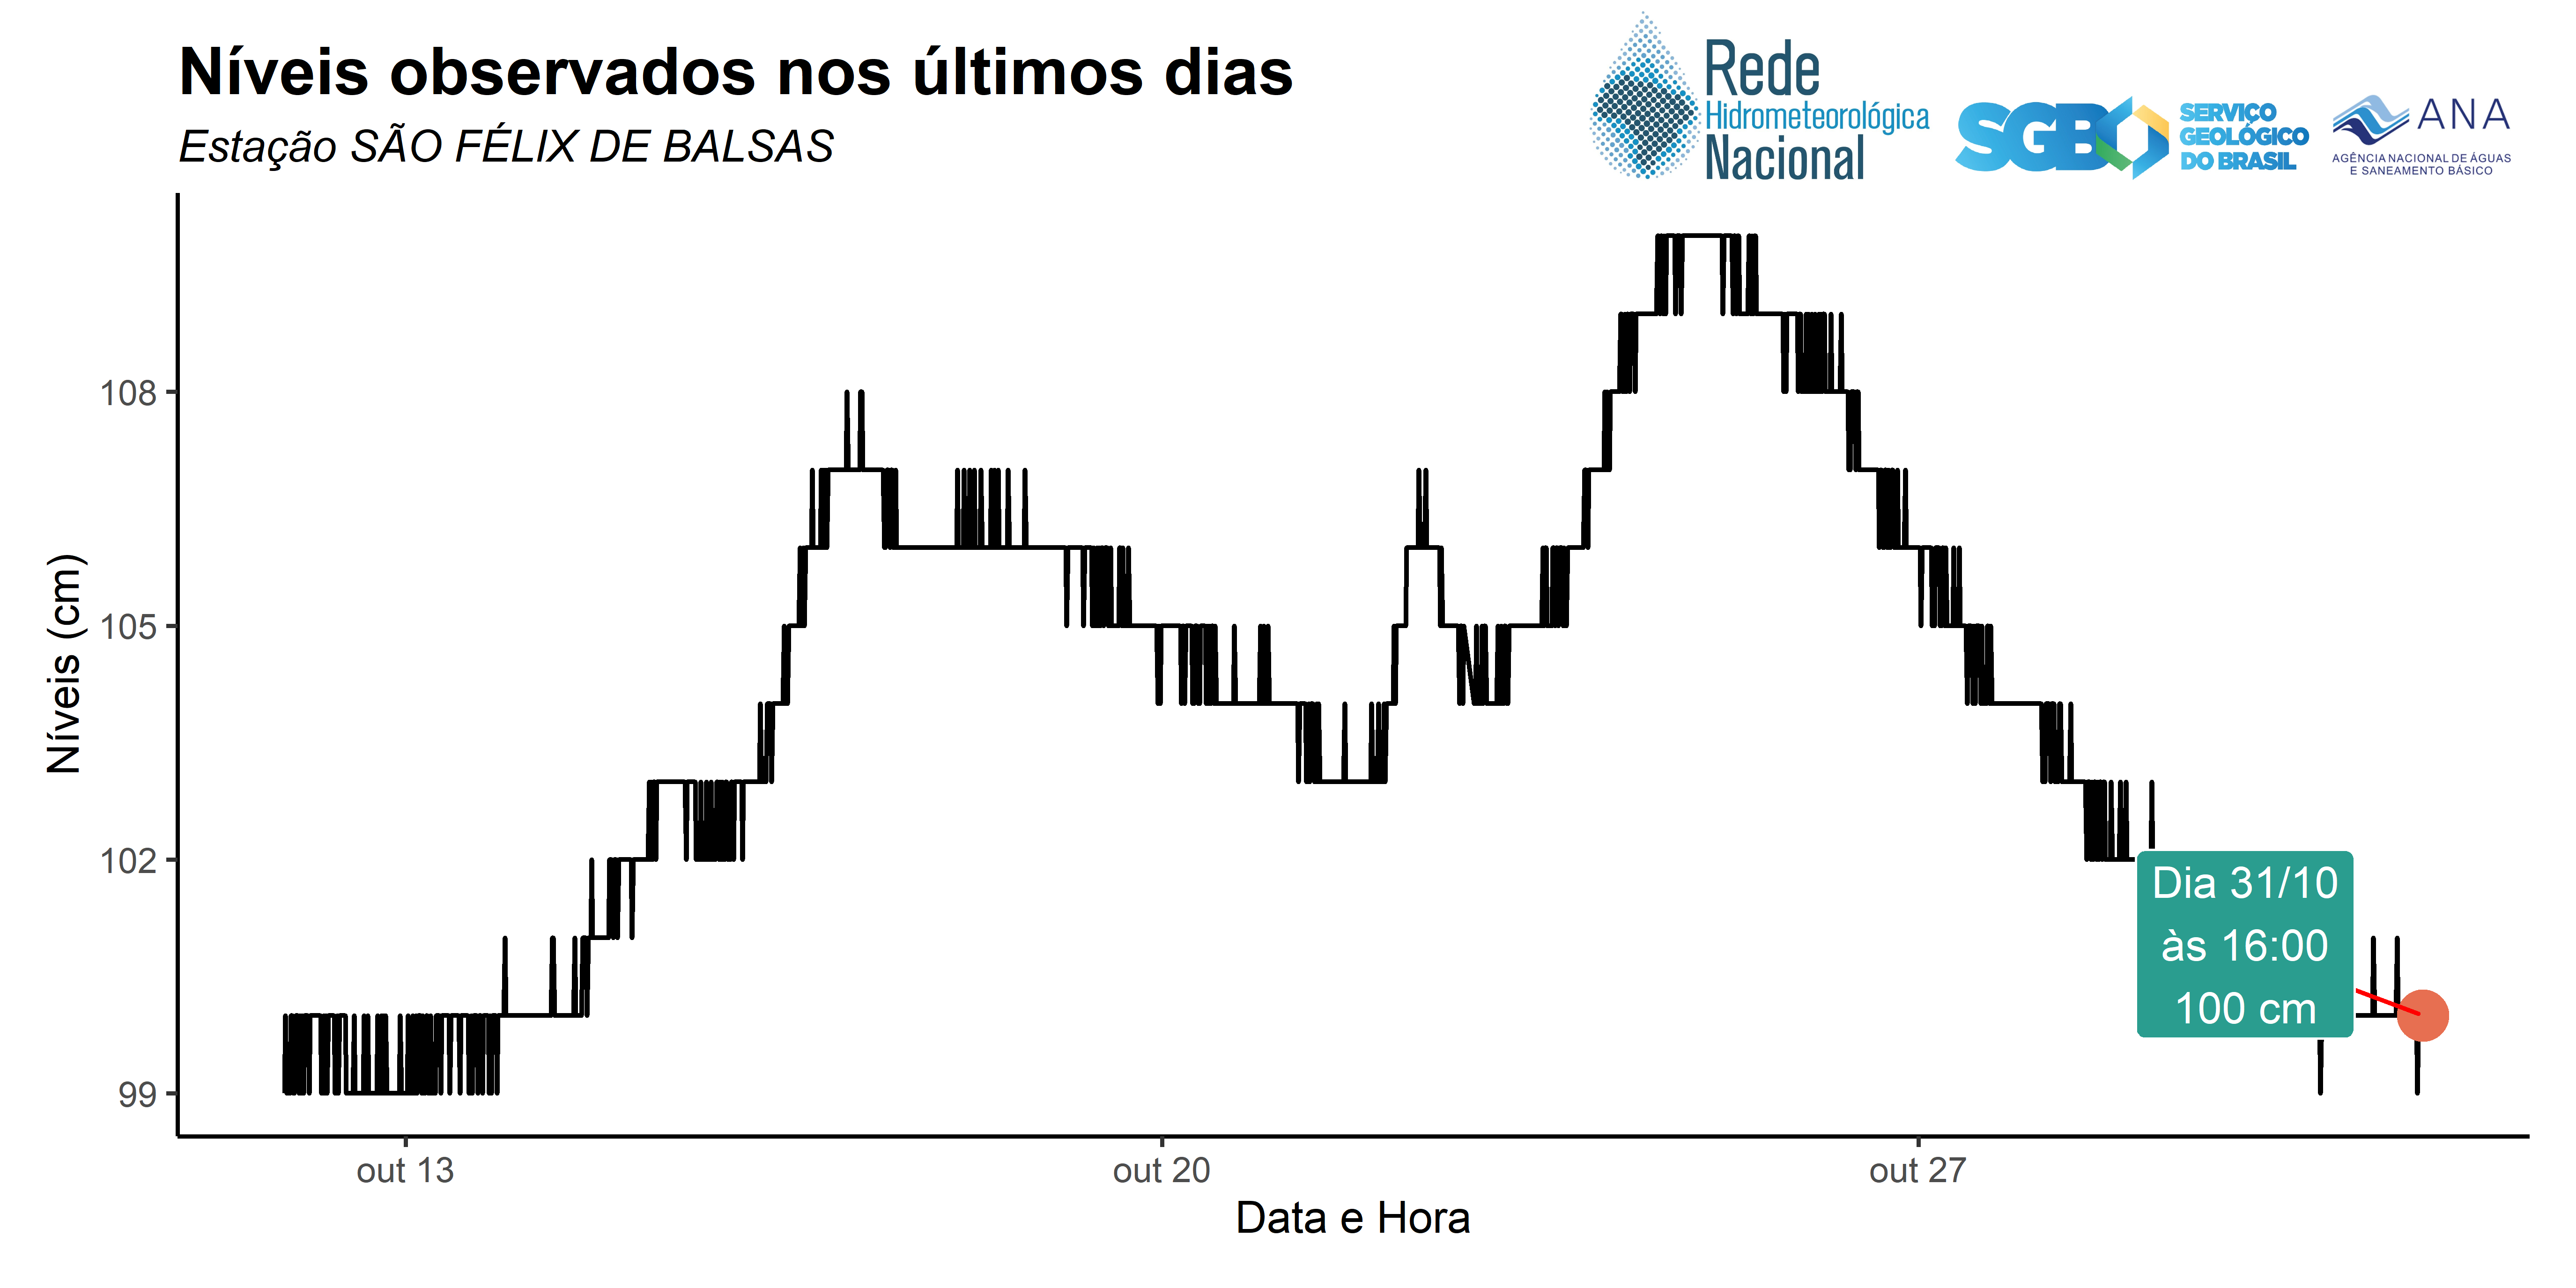 Níveis observados nos últimos dias
Estação SÃO FÉLIX DE BALSAS
Rede
Hidrometeorológica
Nacional
SGB
SERVIÇO
GEOLÓGICO
DO BRASIL
ANA
AGÊNCIA NACIONAL DE ÁGUAS
E SANEAMENTO BÁSICO
Níveis (cm)
108
105
102
99
Dia 31/10
às 16:00
100 cm
out 13
out 20
out 27
Data e Hora